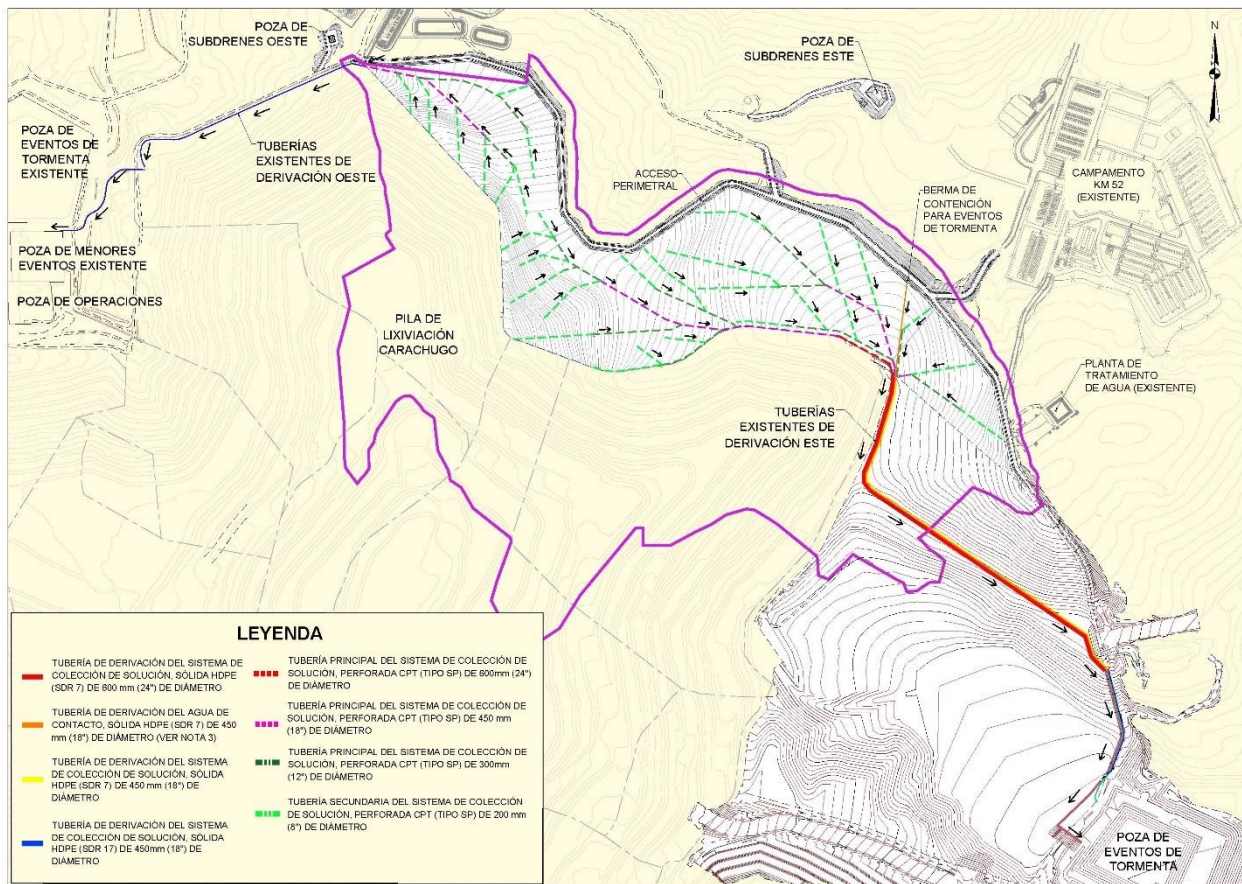 POZA DE
SUBDRENES OESTE
POZA DE
SUBDRENES ESTE
N
POZA DE
EVENTOS DE
TORMENTA
EXISTENTE
TUBERÍAS
EXISTENTES DE
DERIVACIÓN OESTE
ACCESO
PERIMETRAL
BERMA DE
CONTENCIÓN
PARA EVENTOS
DE TORMENTA
CAMPAMENTO
KM 52
(EXISTENTE)
POZA DE MENORES
EVENTOS EXISTENTE
POZA DE OPERACIONES
PILA DE
LIXIVIACIÓN
CARACHUGO
PLANTA DE
TRATAMIENTO
DE AGUA (EXISTENTE)
TUBERÍAS
EXISTENTES DE
DERIVACIÓN ESTE
LEYENDA
TUBERÍA DE DERIVACIÓN DEL SISTEMA DE
COLECCIÓN DE SOLUCIÓN, SÓLIDA HDPE
(SDR 7) DE 600 mm (24") DE DIÁMETRO
TUBERÍA DE DERIVACIÓN DEL AGUA DE
CONTACTO, SÓLIDA HDPE (SDR 7) DE 450
mm (18") DE DIÁMETRO (VER NOTA 3)
TUBERÍA DE DERIVACIÓN DEL SISTEMA
DE COLECCIÓN DE SOLUCIÓN, SÓLIDA
HDPE (SDR 7) DE 450 mm (18") DE
DIÁMETRO
TUBERÍA DE DERIVACIÓN DEL SISTEMA
DE COLECCIÓN DE SOLUCIÓN, SÓLIDA
HDPE (SDR 17) DE 450mm (18") DE
DIÁMETRO
TUBERÍA PRINCIPAL DEL SISTEMA DE COLECCIÓN DE
SOLUCIÓN, PERFORADA CPT (TIPO SP) DE 600mm (24")
DE DIÁMETRO
TUBERÍA PRINCIPAL DEL SISTEMA DE COLECCIÓN DE
SOLUCIÓN, PERFORADA CPT (TIPO SP) DE 450 mm
(18") DE DIÁMETRO
TUBERÍA PRINCIPAL DEL SISTEMA DE COLECCIÓN DE
SOLUCIÓN, PERFORADA CPT (TIPO SP) DE 300mm
(12") DE DIÁMETRO
TUBERÍA SECUNDARIA DEL SISTEMA DE COLECCIÓN
DE SOLUCIÓN, PERFORADA CPT (TIPO SP) DE 200 mm
(8") DE DIÁMETRO
POZA DE
EVENTOS DE
TORMENTA